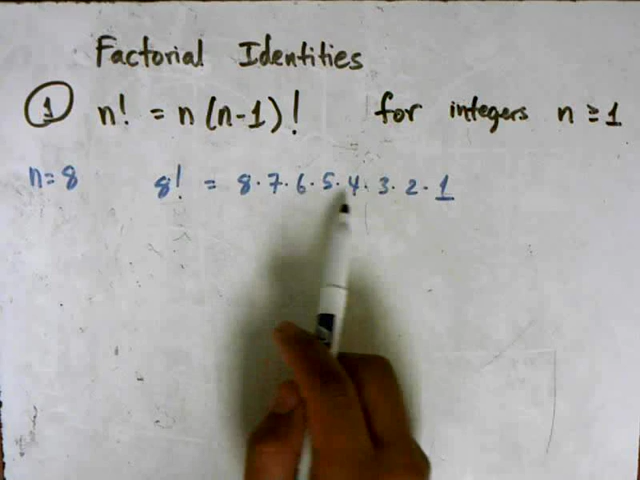 Factorial Identities
1 n! = n(n-1)! for integers n ≥ 1
n=8 8! = 8·7·6·5·4·3·2·1